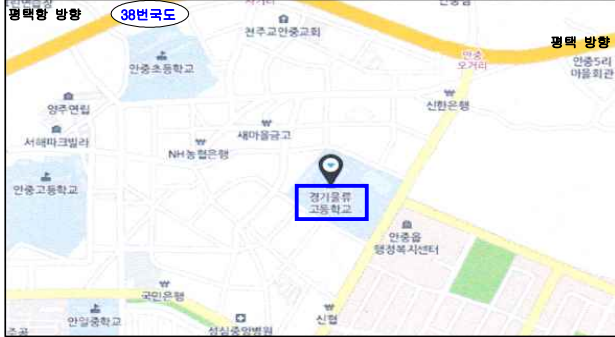 평택항 방향
38번국도
천주교안중교회
평택 방향
안중초등학교
안중
오거리
안중5리
마을회관
양주연립
신한은행
서해파크빌라
새마을금고
NH농협은행
안중고등학교
경기물류
고등학교
안중읍
행정복지센터
국민은행
안일중학교
성심중앙병원
신협
주공